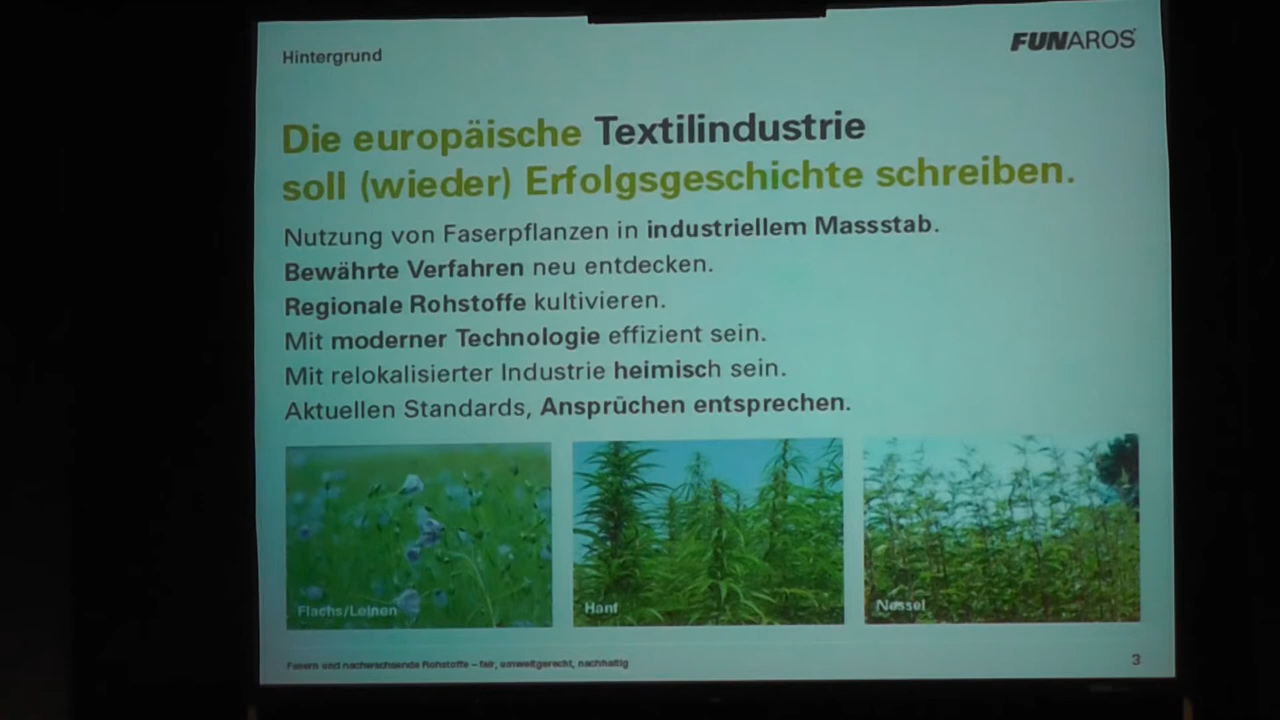 Hintergrund
FUNAROS
Die europäische Textilindustrie
soll (wieder) Erfolgsgeschichte schreiben.
Nutzung von Faserpflanzen in industriellem Massstab.
Bewährte Verfahren neu entdecken.
Regionale Rohstoffe kultivieren.
Mit moderner Technologie effizient sein.
Mit relokalisierter Industrie heimisch sein.
Aktuellen Standards, Ansprüchen entsprechen.
Flachs/Leinen
Hanf
Nessel
Fasern und nachwachsende Rohstoffe – fair, umweltgerecht, nachhaltig
3